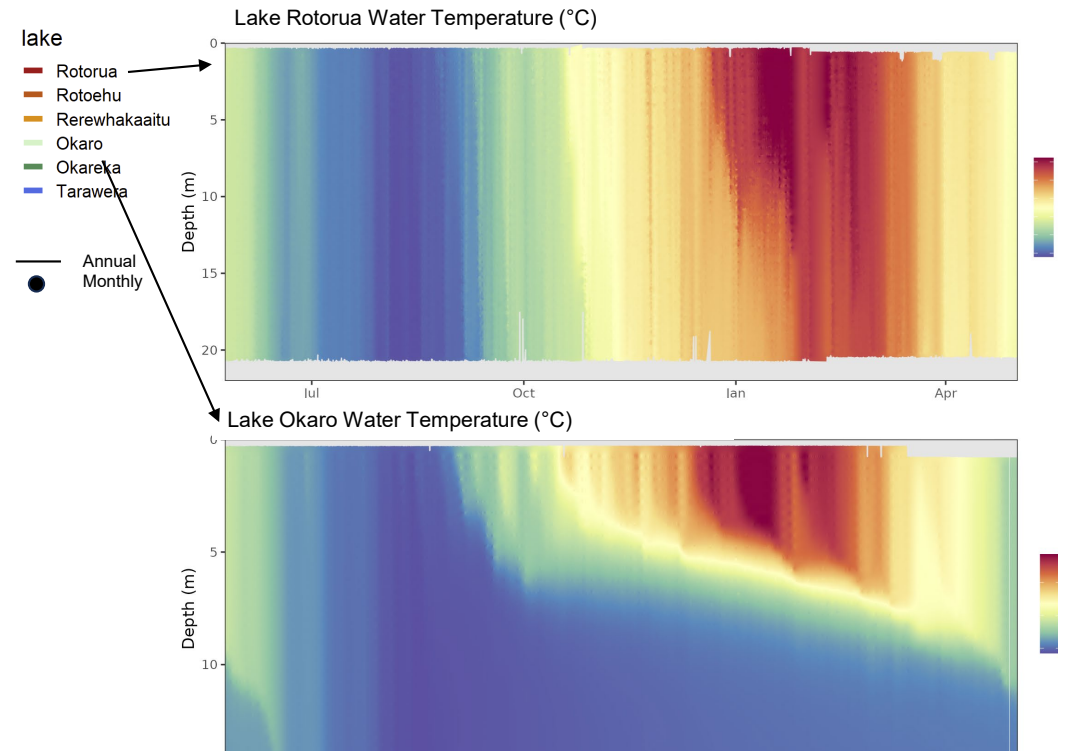 Lake Rotorua Water Temperature (°C)
lake
Rotorua
Rotoehu
Rerewhakaaitu
Okaro
Okareka
Tarawera
Annual
Monthly
Depth (m)
0
5
10
15
20
Jul
Oct
Jan
Apr
Lake Okaro Water Temperature (°C)
Depth (m)
0
5
10